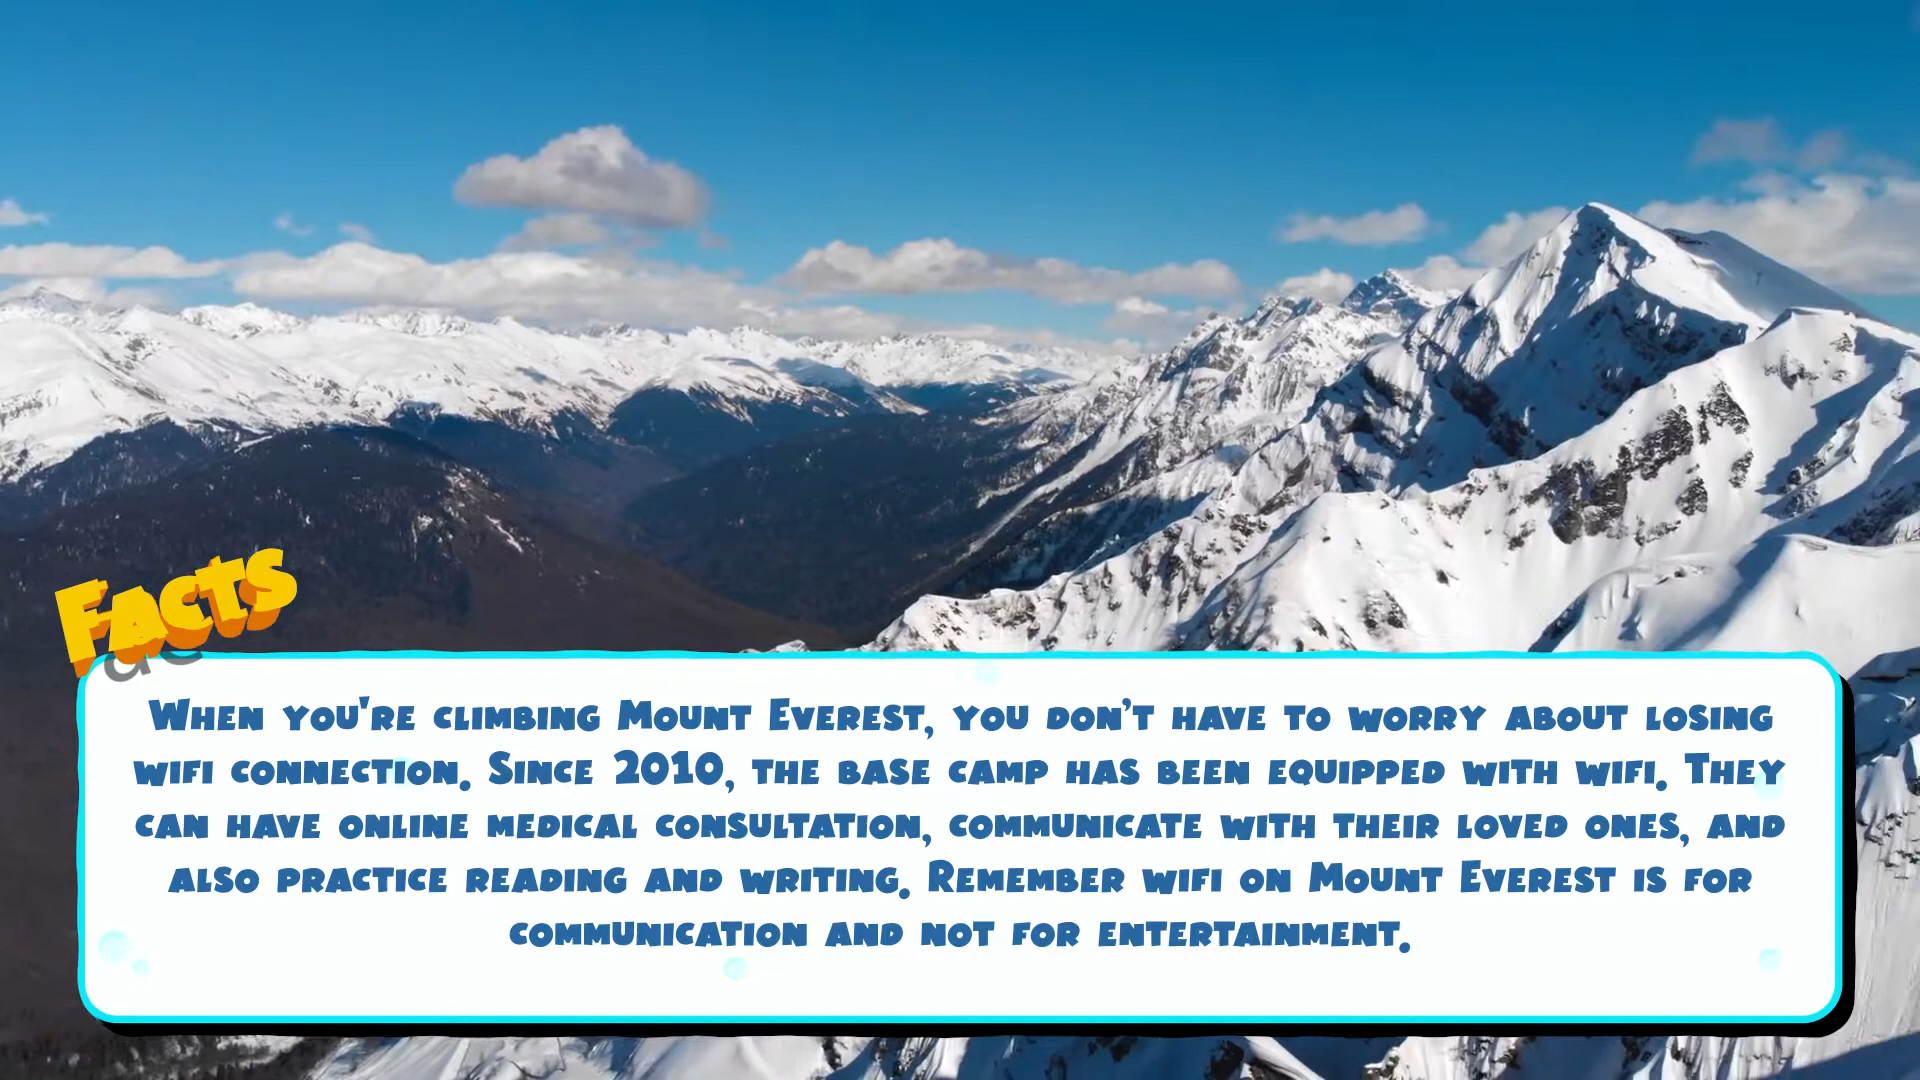 Facts
When you're climbing Mount Everest, you don’t have to worry about losing
wifi connection. Since 2010, the base camp has been equipped with wifi. They
can have online medical consultation, communicate with their loved ones, and
also practice reading and writing. Remember wifi on Mount Everest is for
communication and not for entertainment.